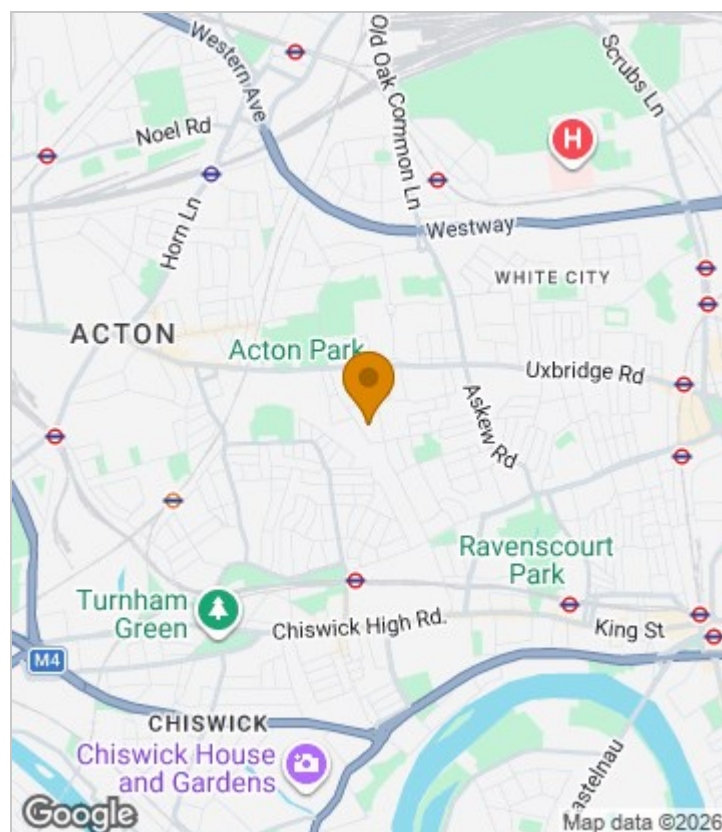 Western Ave
Old Oak Common Ln
Scrubs Ln
Noel Rd
H
Horn Ln
Westway
WHITE CITY
ACTON
Acton Park
Uxbridge Rd
Askew Rd
Ravenscourt
Park
Turnham
Green
Chiswick High Rd.
King St
M4
CHISWICK
Chiswick House
and Gardens
astelnau
Google
Map data ©2026